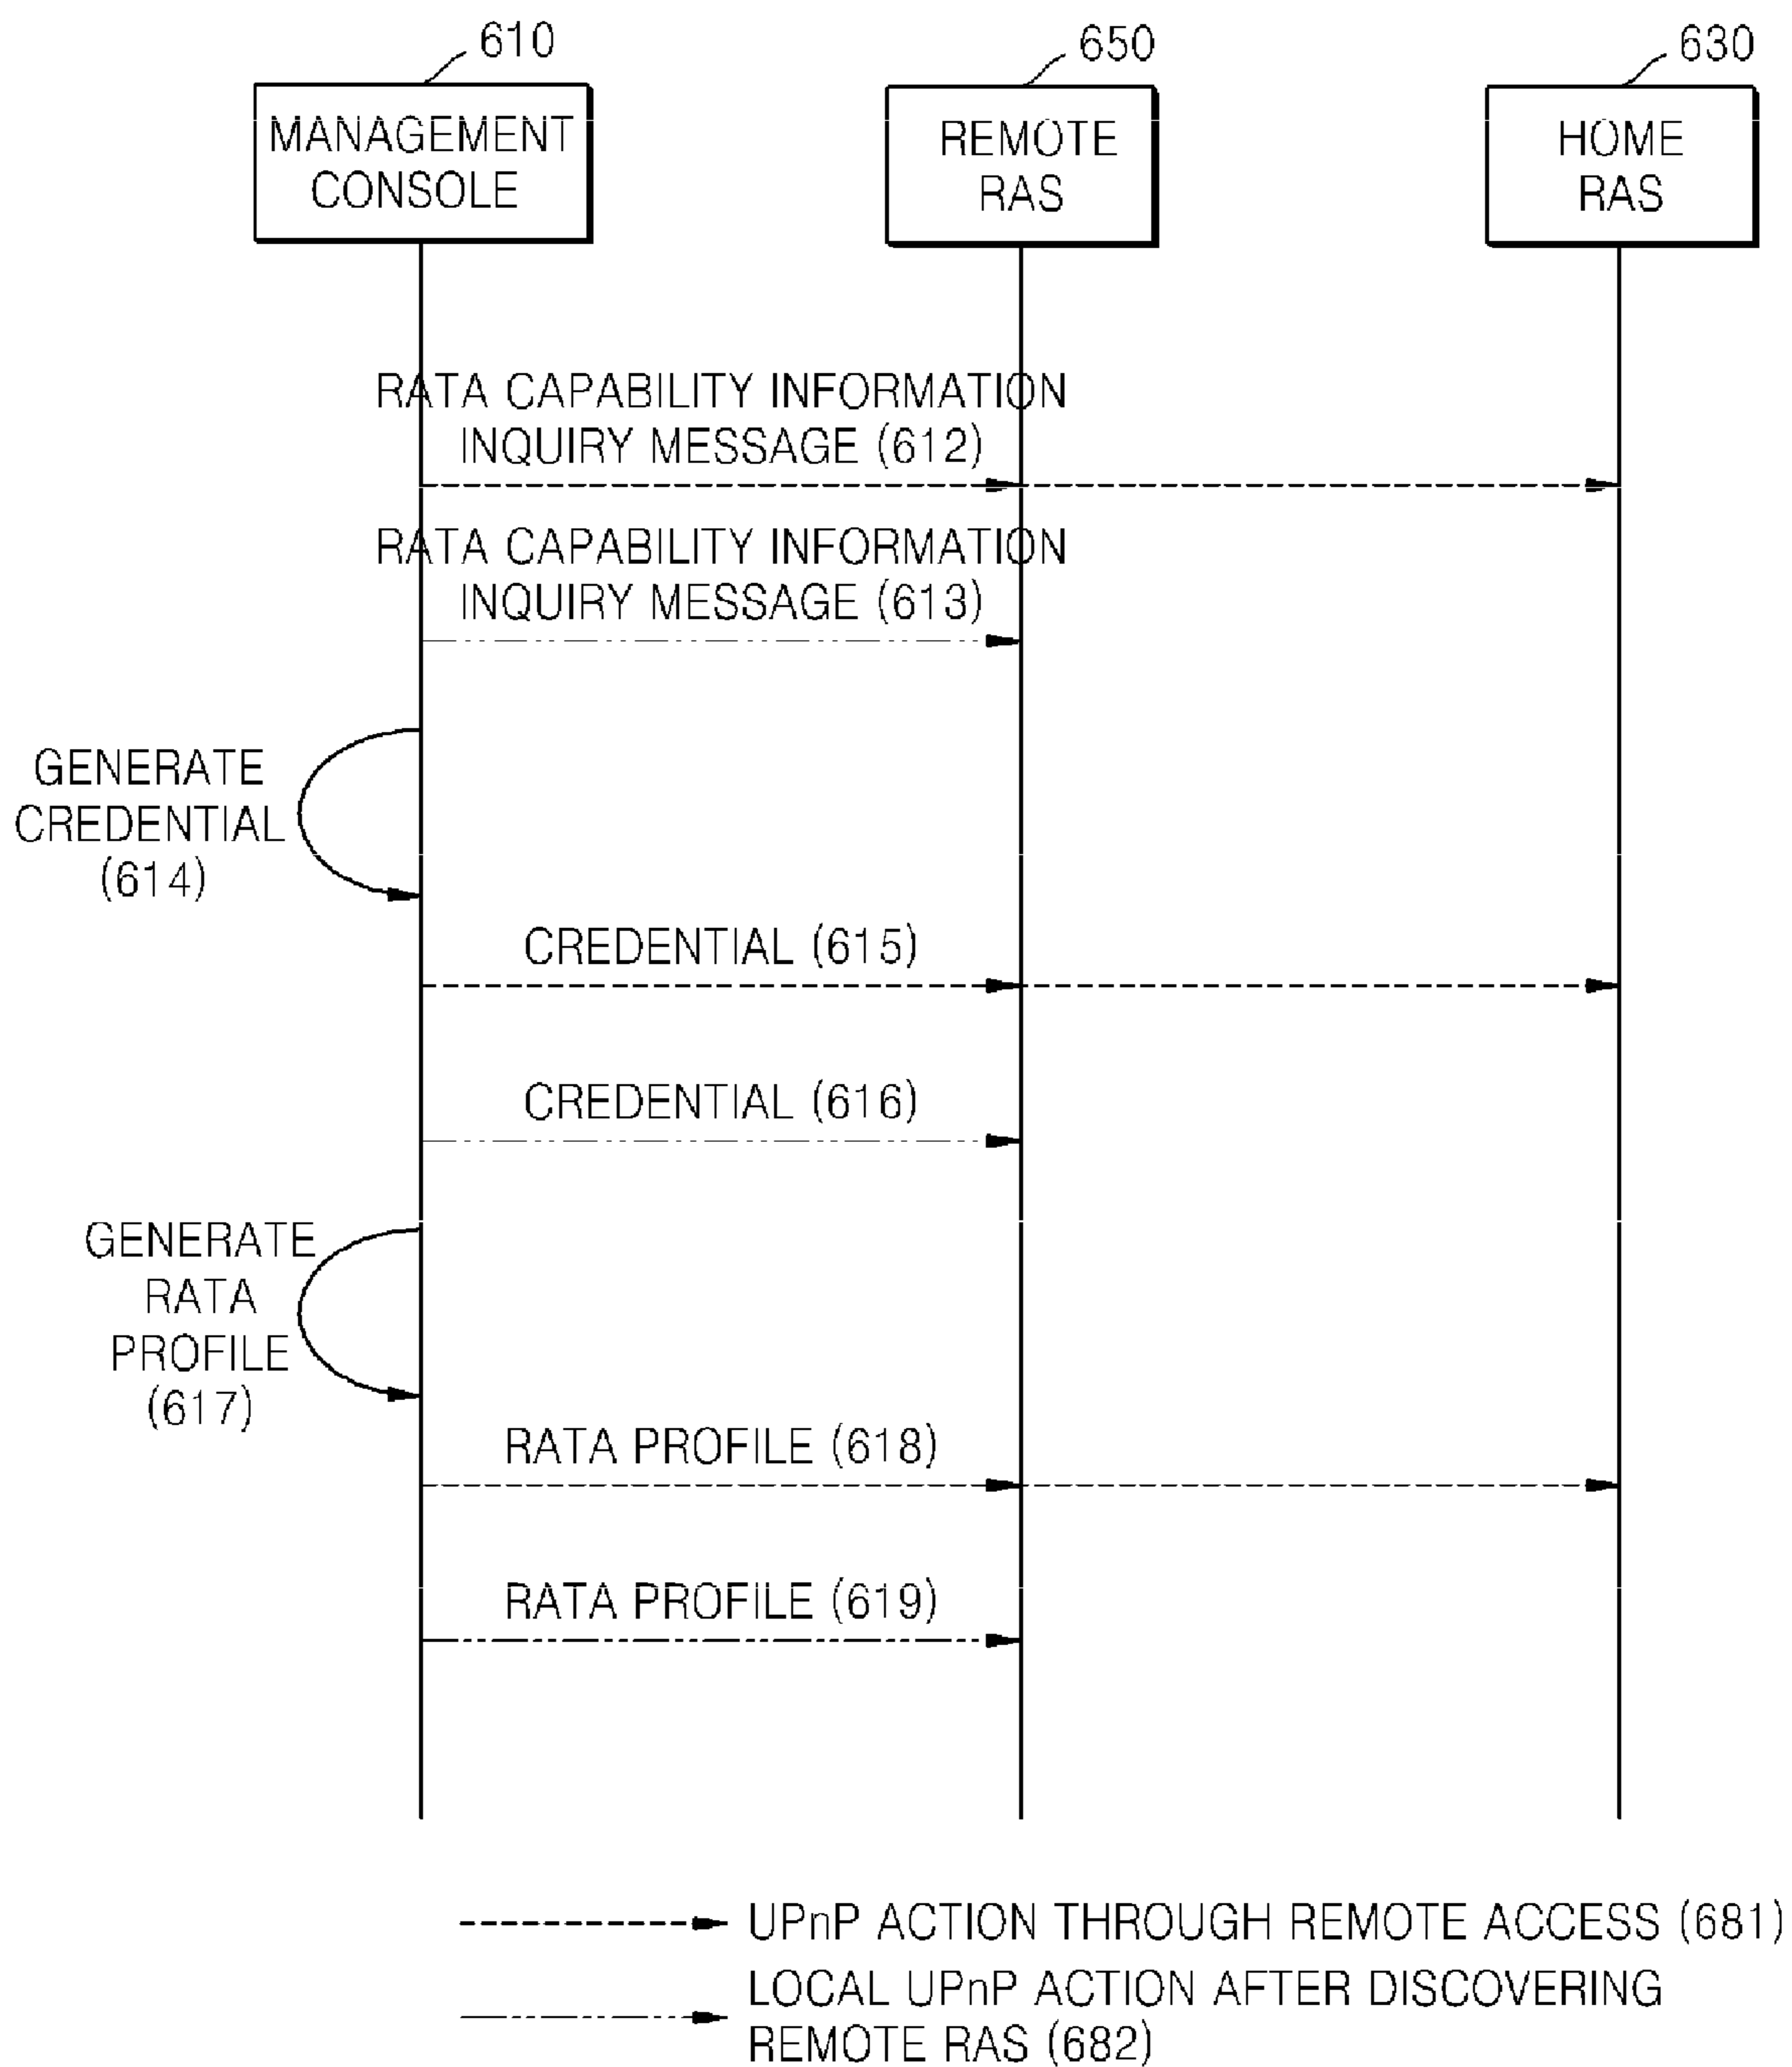 610
650
630
MANAGEMENT
CONSOLE
REMOTE
RAS
HOME
RAS
RATA CAPABILITY INFORMATION
INQUIRY MESSAGE (612)
RATA CAPABILITY INFORMATION
INQUIRY MESSAGE (613)
GENERATE
CREDENTIAL
(614)
CREDENTIAL (615)
CREDENTIAL (616)
GENERATE
RATA
PROFILE
(617)
RATA PROFILE (618)
RATA PROFILE (619)
UPnP ACTION THROUGH REMOTE ACCESS (681)
LOCAL UPnP ACTION AFTER DISCOVERING
REMOTE RAS (682)